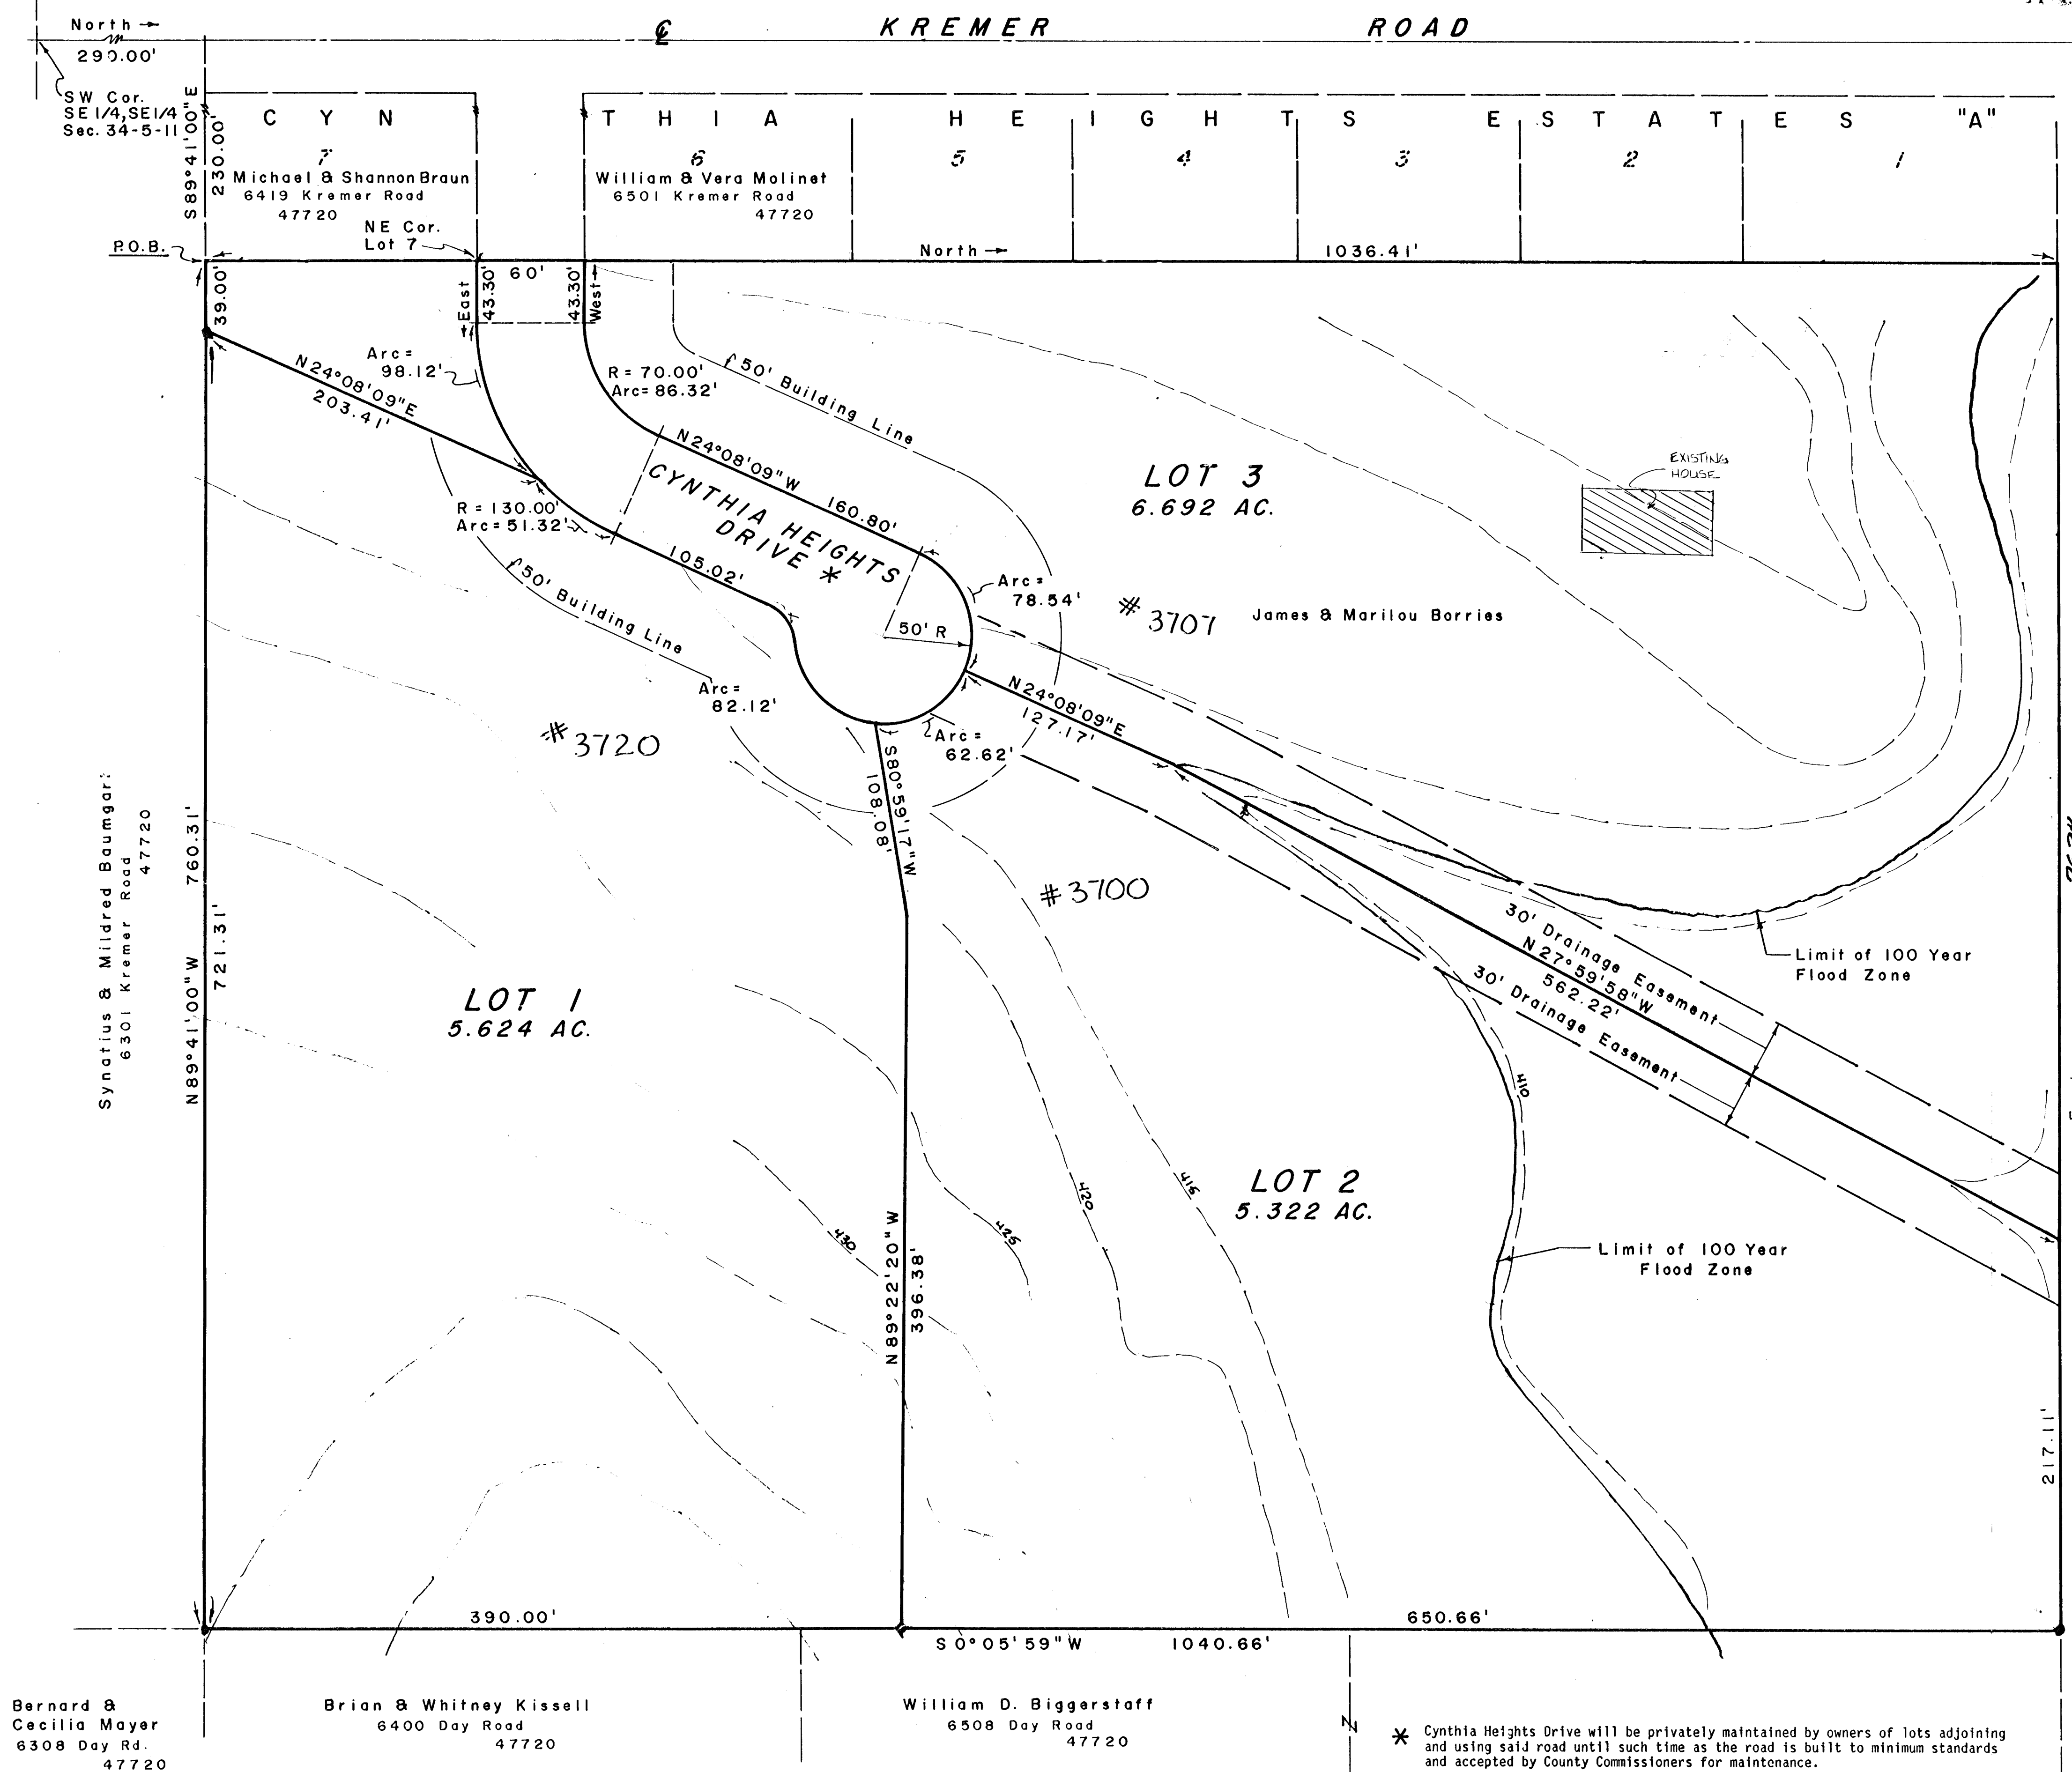 North →
290.00'
℄ KREMER ROAD
SW Cor.
SE 1/4, SE 1/4
Sec. 34-5-11
S89°41'00"E
230.00'
CYNTHIA HEIGHTS ESTATES "A"
7
6
5
4
3
2
1
Michael & Shannon Braun
6419 Kremer Road
47720
William & Vera Molinet
6501 Kremer Road
47720
NE Cor.
Lot 7
P.O.B.
North →
1036.41'
39.00'
East
43.30'
60'
43.30'
West
Arc =
98.12'
N24°08'09"E
203.41'
R = 70.00'
Arc = 86.32'
50' Building Line
N24°08'09"W
160.80'
CYNTHIA HEIGHTS
DRIVE *
R = 130.00'
Arc = 51.32'
105.02'
50' Building Line
50' R
Arc =
78.54'
LOT 3
6.692 AC.
EXISTING
HOUSE
#3707
James & Marilou Borries
Arc =
82.12'
Arc =
62.62'
N24°08'09"E
127.17'
#3720
S80°59'17"W
108.08'
#3700
Synatius & Mildred
6301 Kremer Road
47720
760.31'
N89°41'00"W
721.31'
LOT 1
5.624 AC.
30' Drainage Easement
N27°59'58"W
562.22'
30' Drainage Easement
Limit of 100 Year
Flood Zone
410
415
420
425
430
LOT 2
5.322 AC.
N89°22'20"W
396.38'
Limit of 100 Year
Flood Zone
217.11'
390.00'
650.66'
S0°05'59"W 1040.66'
Bernard &
Cecilia Mayer
6308 Day Rd.
47720
Brian & Whitney Kissell
6400 Day Road
47720
William D. Biggerstaff
6508 Day Road
47720
N
* Cynthia Heights Drive will be privately maintained by owners of lots adjoining
and using said road until such time as the road is built to minimum standards
and accepted by County Commissioners for maintenance.